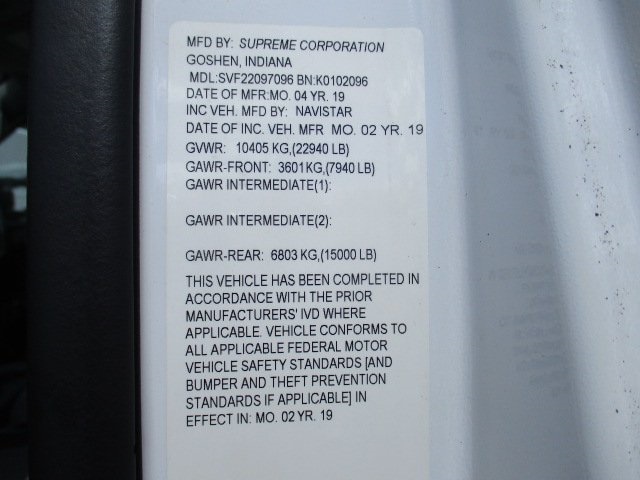 MFD BY: SUPREME CORPORATION
GOSHEN, INDIANA
MDL:SVF22097096 BN:K0102096
DATE OF MFR:MO. 04 YR. 19
INC VEH. MFD BY: NAVISTAR
DATE OF INC. VEH. MFR MO. 02 YR. 19
GVWR: 10405 KG,(22940 LB)
GAWR-FRONT: 3601KG,(7940 LB)
GAWR INTERMEDIATE(1):
GAWR INTERMEDIATE(2):
GAWR-REAR: 6803 KG,(15000 LB)
THIS VEHICLE HAS BEEN COMPLETED IN
ACCORDANCE WITH THE PRIOR
MANUFACTURERS' IVD WHERE
APPLICABLE. VEHICLE CONFORMS TO
ALL APPLICABLE FEDERAL MOTOR
VEHICLE SAFETY STANDARDS [AND
BUMPER AND THEFT PREVENTION
STANDARDS IF APPLICABLE] IN
EFFECT IN: MO. 02 YR. 19